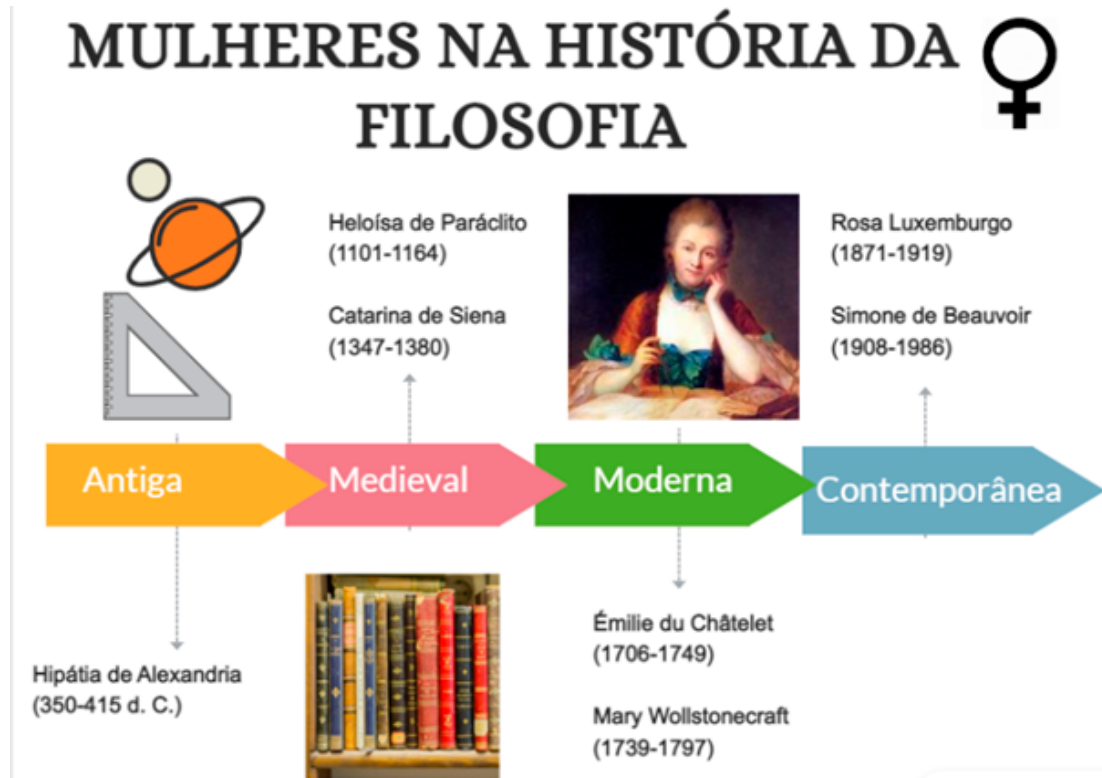 MULHERES NA HISTÓRIA DA
FILOSOFIA
Heloísa de Paráclito
(1101-1164)
Catarina de Siena
(1347-1380)
Rosa Luxemburgo
(1871-1919)
Simone de Beauvoir
(1908-1986)
Antiga
Medieval
Moderna
Contemporânea
Hipátia de Alexandria
(350-415 d. C.)
Émilie du Châtelet
(1706-1749)
Mary Wollstonecraft
(1739-1797)